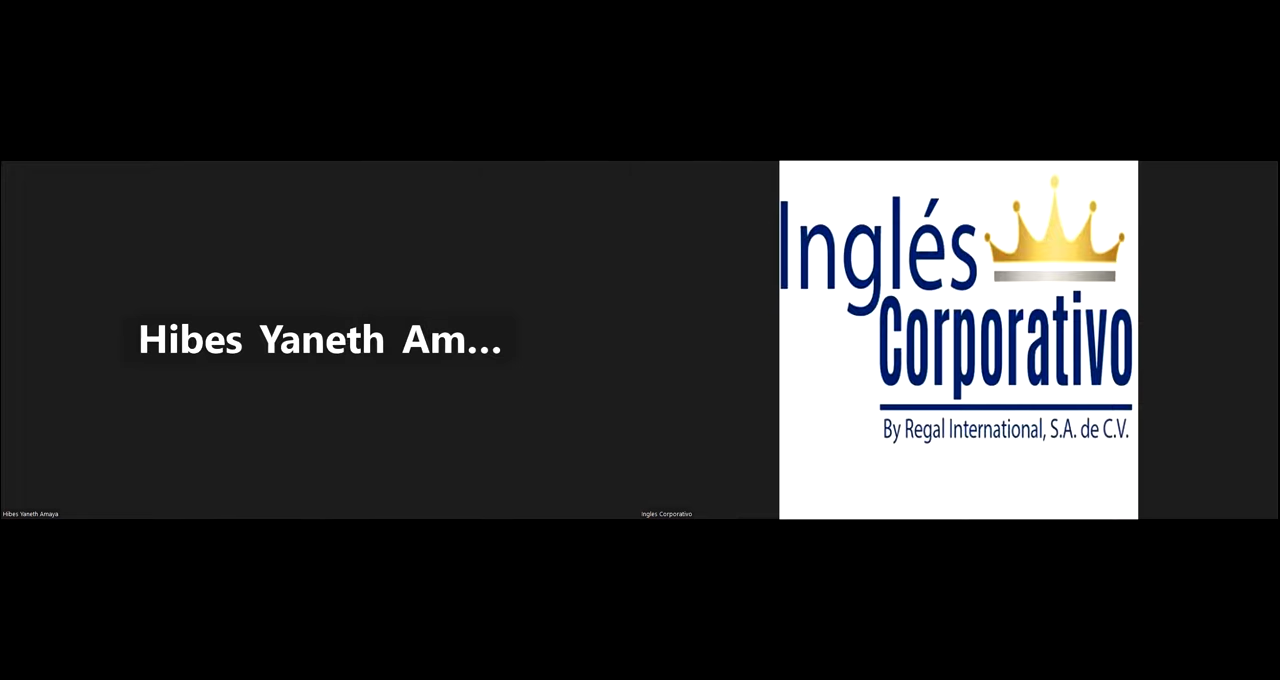 Hibes Yaneth Am...
Hibes Yaneth Amaya
Inglés
Corporativo
By Regal International, S.A. de C.V.
Ingles Corporativo